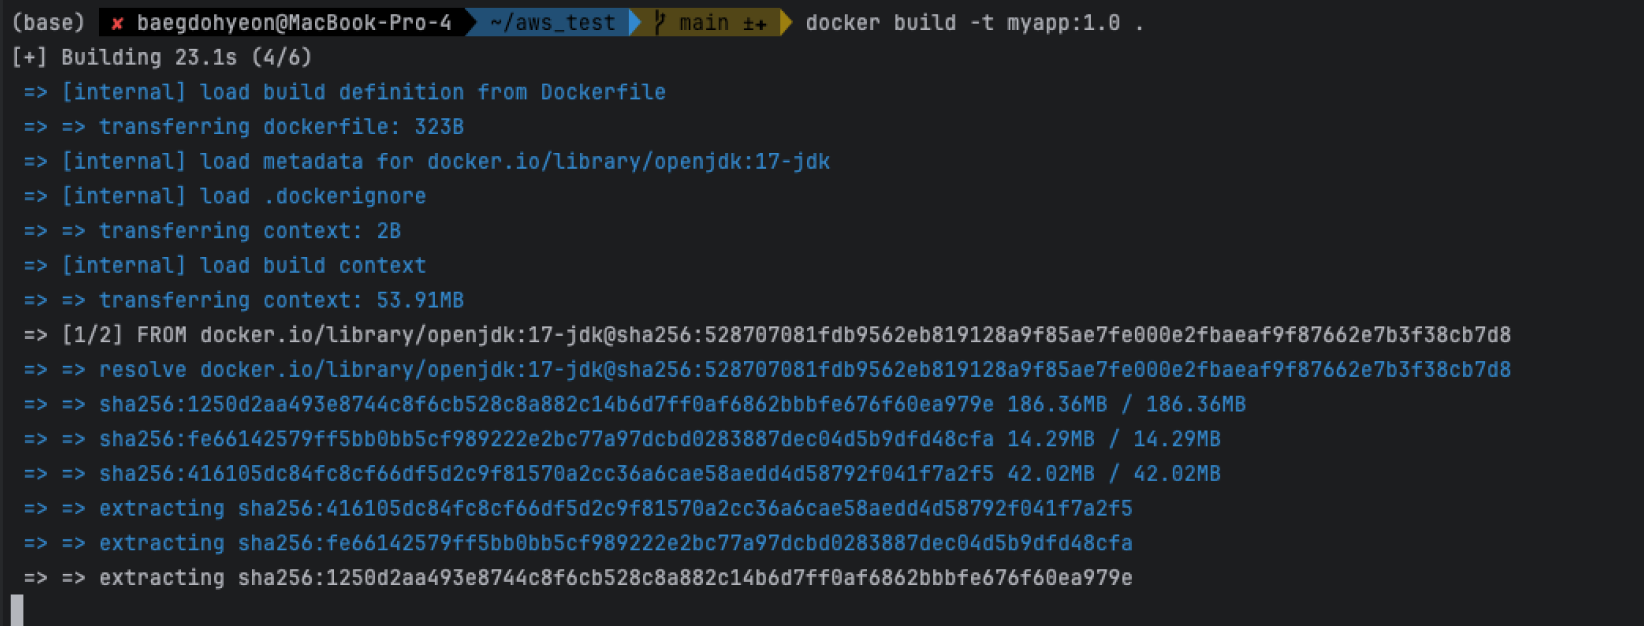 (base) ✘ baegdohyeon@MacBook-Pro-4 ~/aws_test main ±+ docker build -t myapp:1.0 .
[+] Building 23.1s (4/6)
=> [internal] load build definition from Dockerfile
=> => transferring dockerfile: 323B
=> [internal] load metadata for docker.io/library/openjdk:17-jdk
=> [internal] load .dockerignore
=> => transferring context: 2B
=> [internal] load build context
=> => transferring context: 53.91MB
=> [1/2] FROM docker.io/library/openjdk:17-jdk@sha256:528707081fdb9562eb819128a9f85ae7fe000e2fbaeaf9f87662e7b3f38cb7d8
=> => resolve docker.io/library/openjdk:17-jdk@sha256:528707081fdb9562eb819128a9f85ae7fe000e2fbaeaf9f87662e7b3f38cb7d8
=> => sha256:1250d2aa493e8744c8f6cb528c8a882c14b6d7ff0af6862bbbfe676f60ea979e 186.36MB / 186.36MB
=> => sha256:fe66142579ff5bb0bb5cf989222e2bc77a97dcbd0283887dec04d5b9dfd48cfa 14.29MB / 14.29MB
=> => sha256:416105dc84fc8cf66df5d2c9f81570a2cc36a6cae58aedd4d58792f041f7a2f5 42.02MB / 42.02MB
=> => extracting sha256:416105dc84fc8cf66df5d2c9f81570a2cc36a6cae58aedd4d58792f041f7a2f5
=> => extracting sha256:fe66142579ff5bb0bb5cf989222e2bc77a97dcbd0283887dec04d5b9dfd48cfa
=> => extracting sha256:1250d2aa493e8744c8f6cb528c8a882c14b6d7ff0af6862bbbfe676f60ea979e